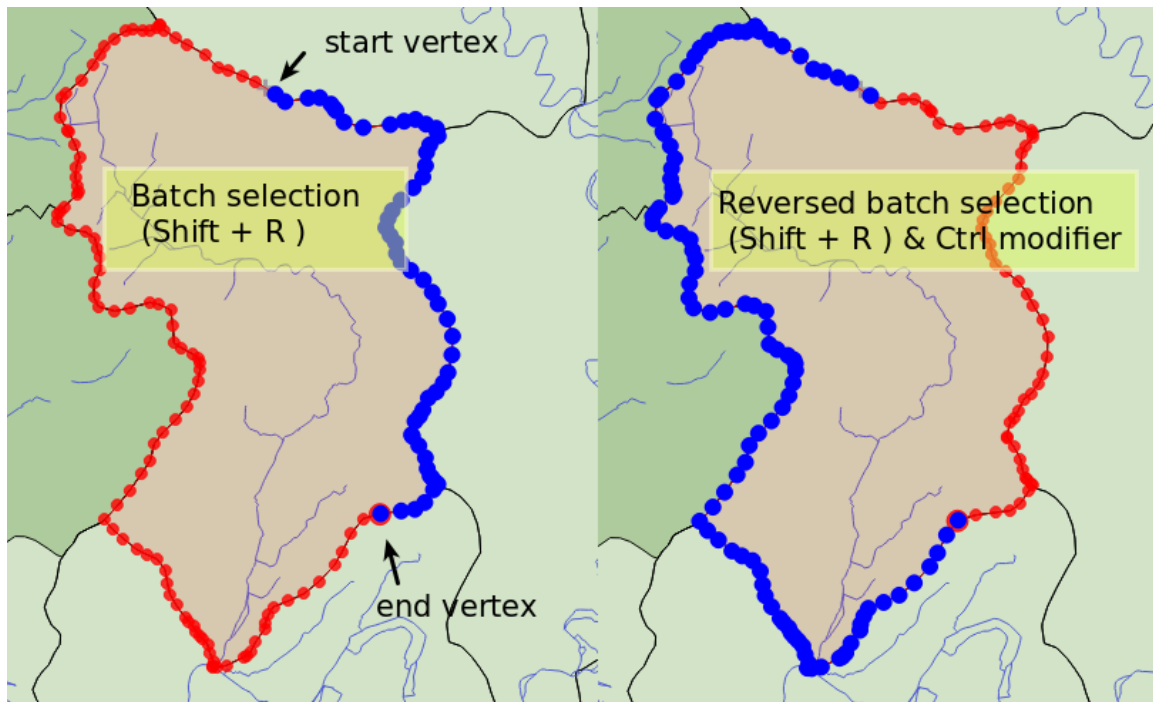 start vertex
Batch selection
(Shift + R )
end vertex
Reversed batch selection
(Shift + R ) & Ctrl modifier